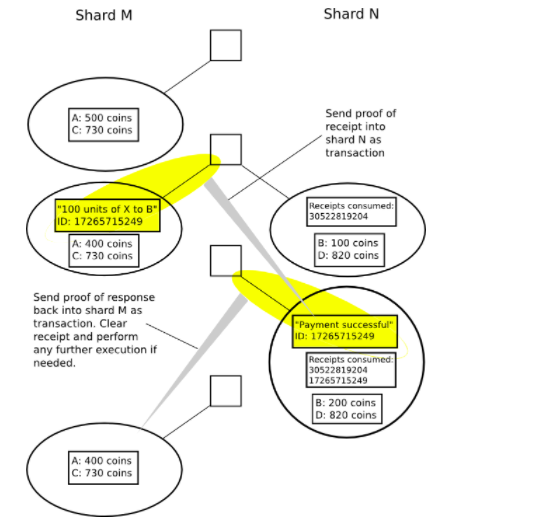 Shard M
Shard N
A: 500 coins
C: 730 coins
Send proof of
receipt into
shard N as
transaction
"100 units of X to B"
ID: 17265715249
A: 400 coins
C: 730 coins
Receipts consumed:
30522819204
B: 100 coins
D: 820 coins
Send proof of response
back into shard M as
transaction. Clear
receipt and perform
any further execution if
needed.
"Payment successful"
ID: 17265715249
Receipts consumed:
30522819204
17265715249
B: 200 coins
D: 820 coins
A: 400 coins
C: 730 coins